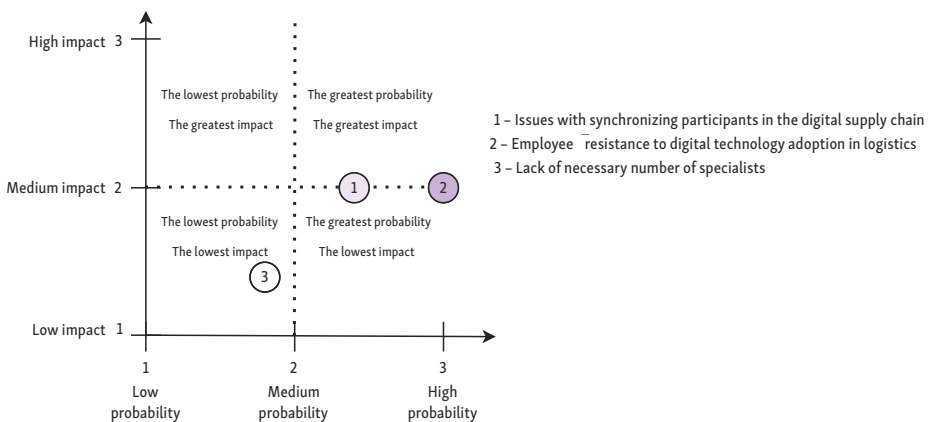 High impact 3
The lowest probability
The greatest impact
The greatest probability
The greatest impact
1 – Issues with synchronizing participants in the digital supply chain
2 – Employee resistance to digital technology adoption in logistics
3 – Lack of necessary number of specialists
Medium impact 2
1
2
The lowest probability
The lowest impact
The greatest probability
The lowest impact
3
Low impact 1
1
2
3
Low
probability
Medium
probability
High
probability